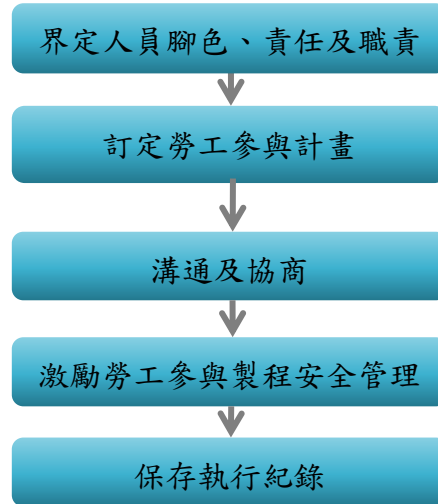 界定人員腳色、責任及職責
訂定勞工參與計畫
溝通及協商
激勵勞工參與製程安全管理
保存執行紀錄